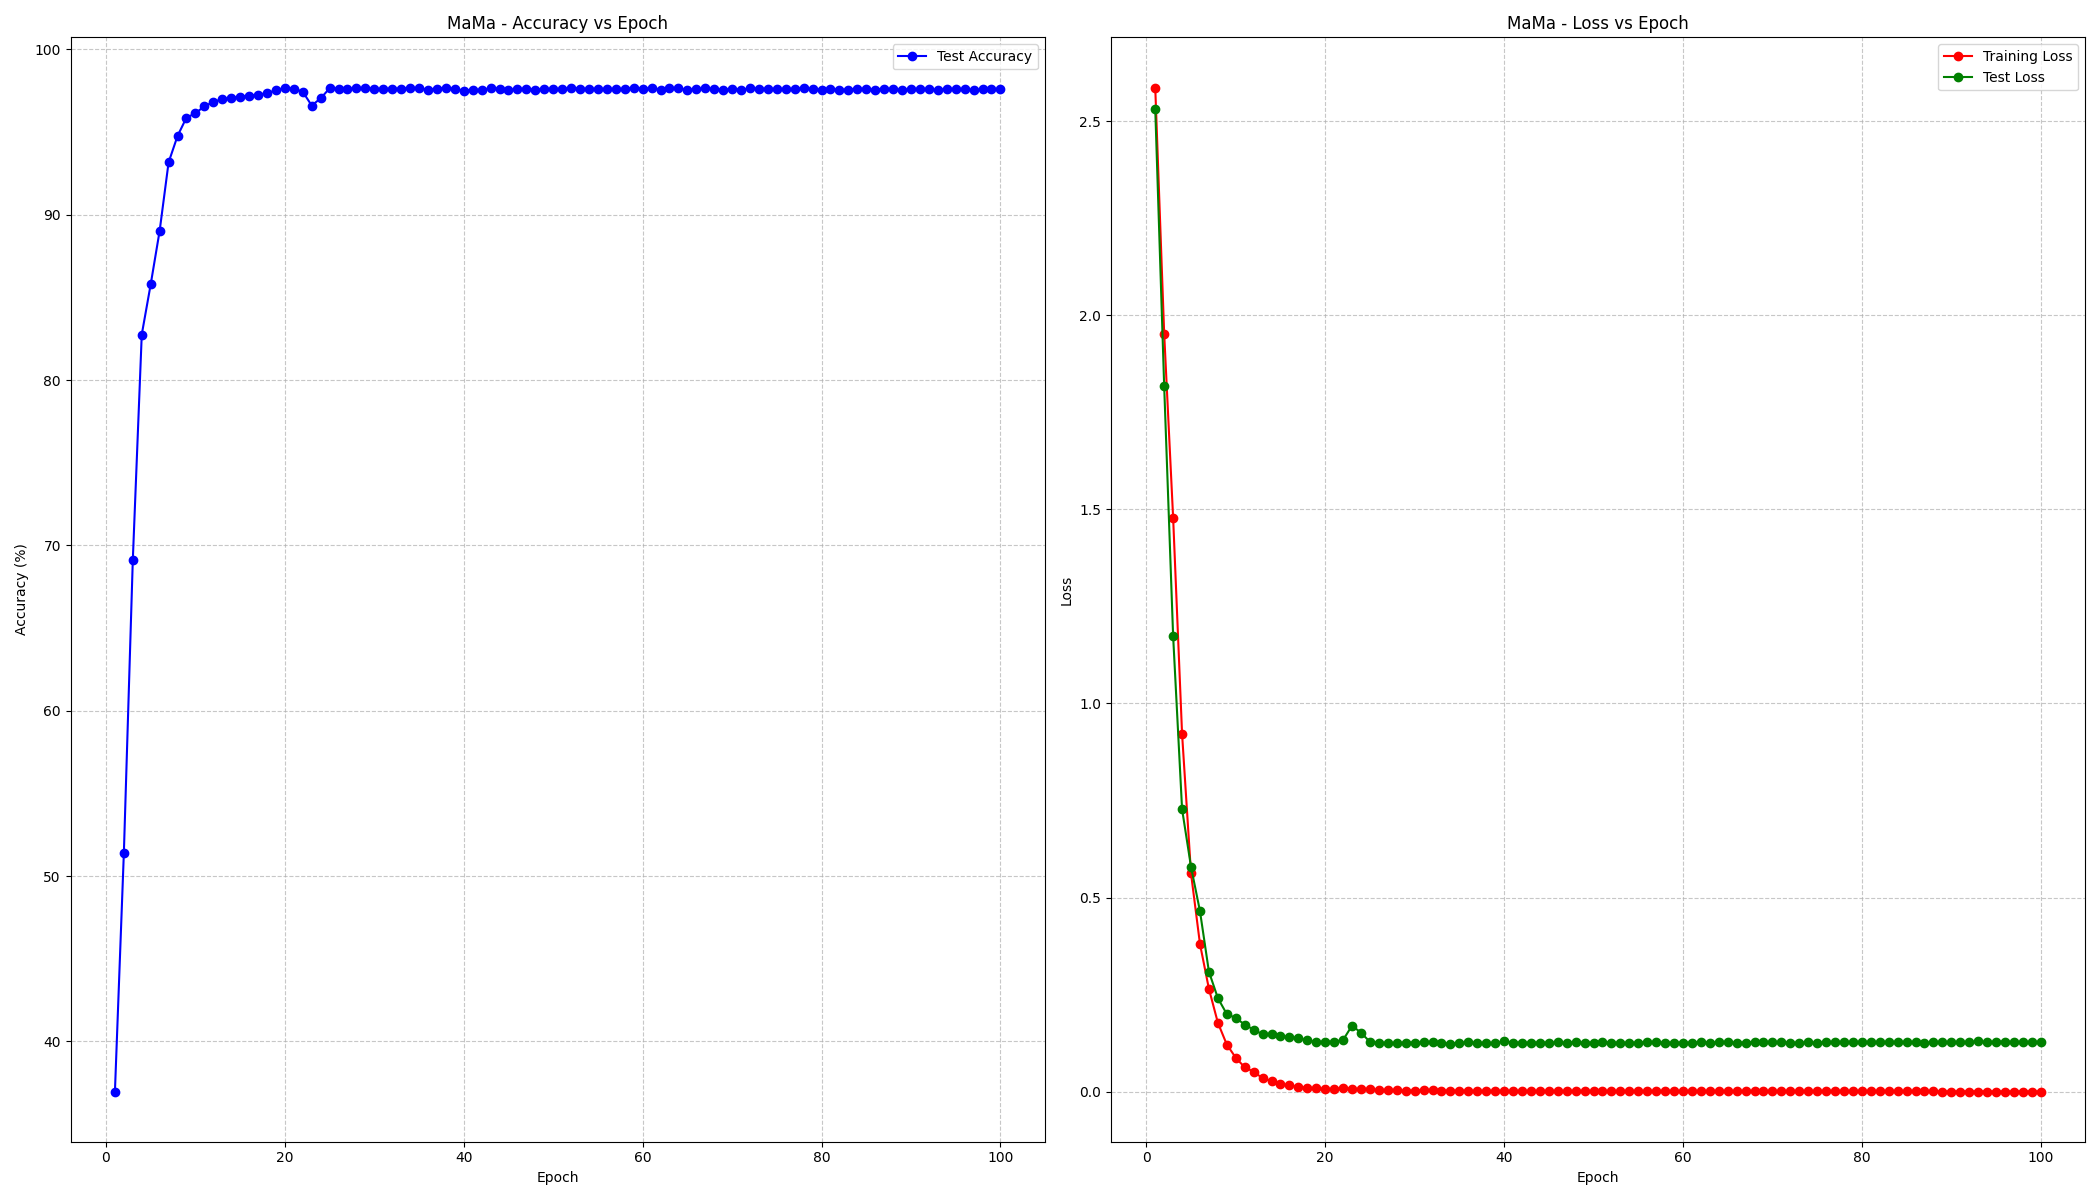 MaMa - Accuracy vs Epoch
Test Accuracy
100
90
80
70
60
50
40
Accuracy (%)
0 20 40 60 80 100
Epoch
MaMa - Loss vs Epoch
Training Loss
Test Loss
2.5
2.0
1.5
1.0
0.5
0.0
Loss
0 20 40 60 80 100
Epoch